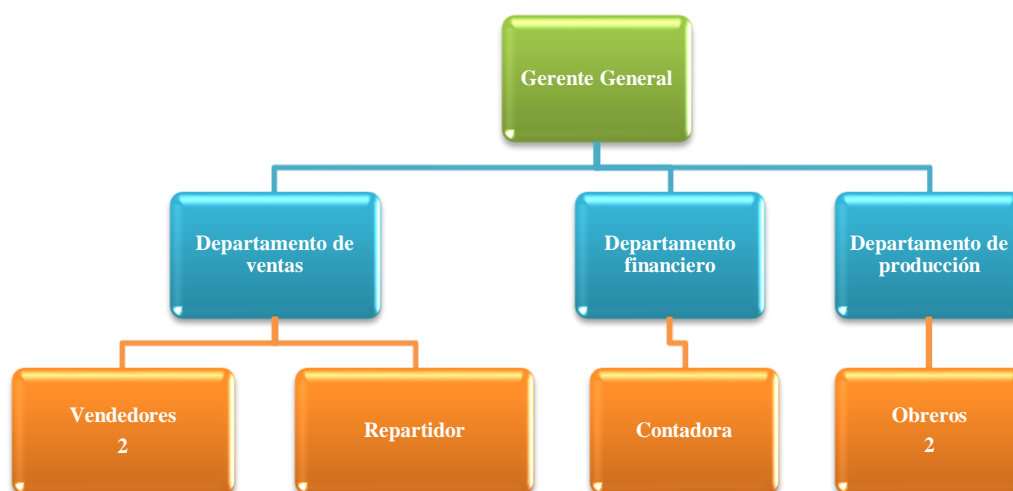 Gerente General
Departamento de
ventas
Departamento
financiero
Departamento de
producción
Vendedores
2
Repartidor
Contadora
Obreros
2